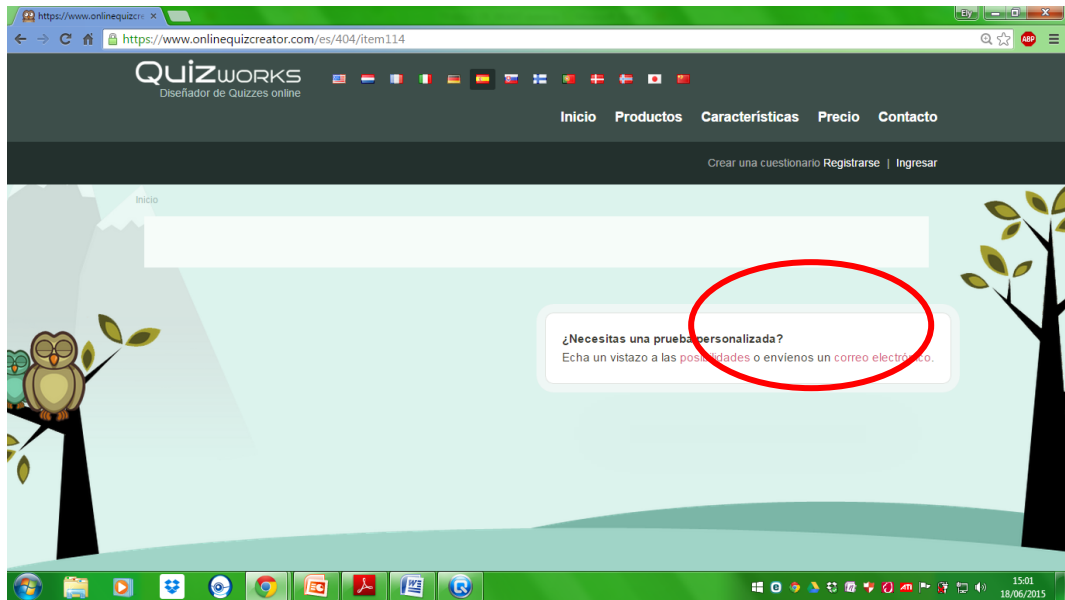 https://www.onlinequizcre
Ely
https://www.onlinequizcreator.com/es/404/item114
ABP
QUIZWORKS
Diseñador de Quizzes online
Inicio Productos Características Precio Contacto
Crear una cuestionario Registrarse | Ingresar
Inicio
¿Necesitas una prueba personalizada?
Echa un vistazo a las posibilidades o envíenos un correo electrónico.
15:01
18/06/2015